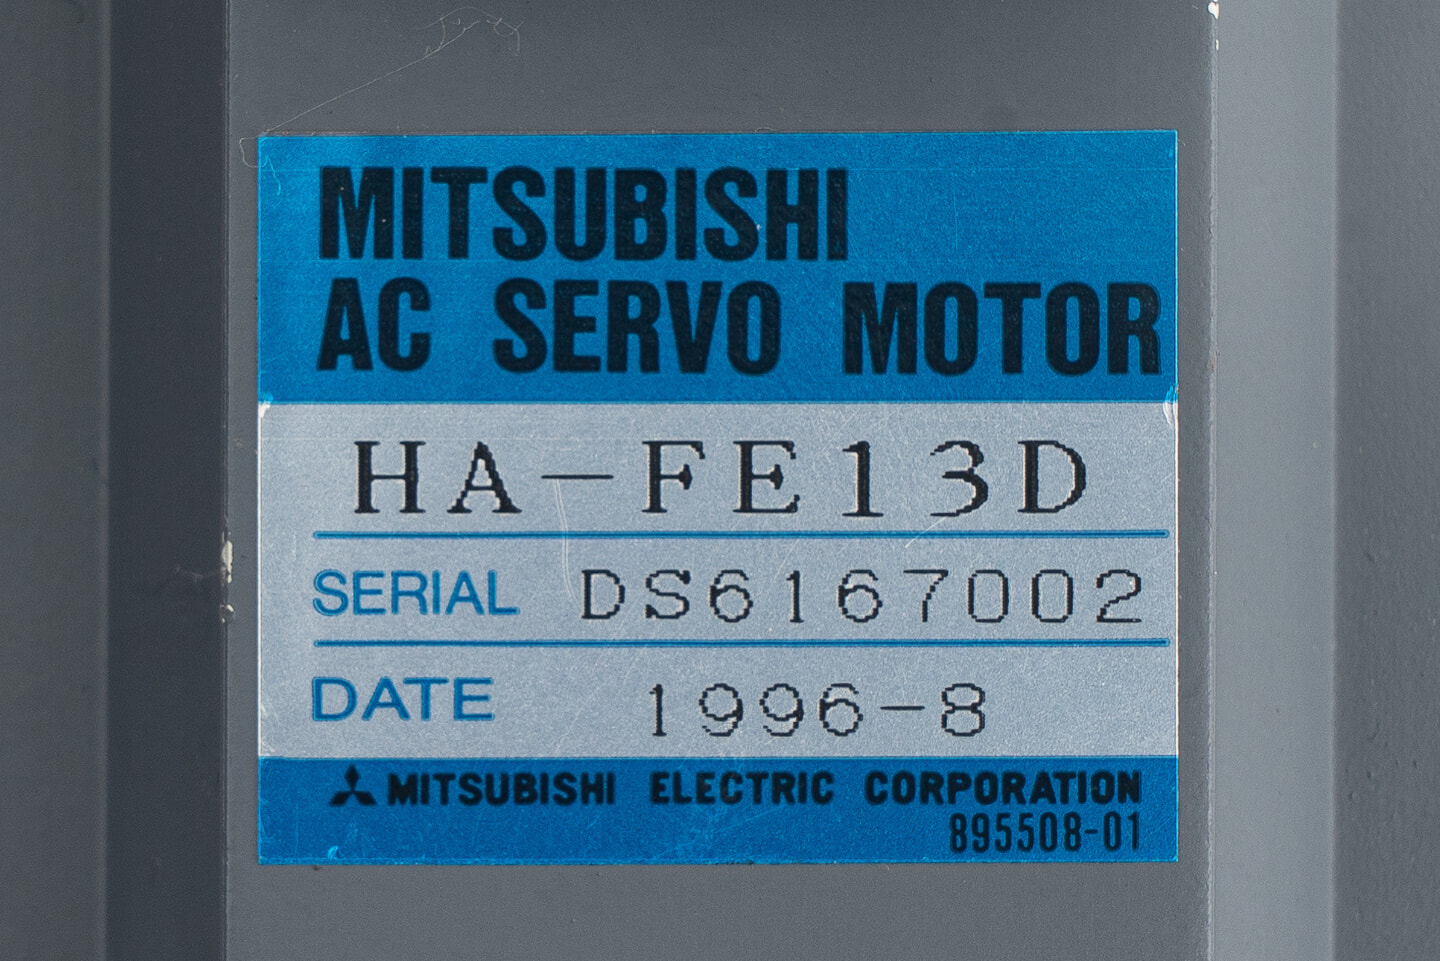 MITSUBISHI
AC SERVO MOTOR
HA-FE13D
SERIAL DS6167002
DATE 1996-8
MITSUBISHI ELECTRIC CORPORATION
895508-01